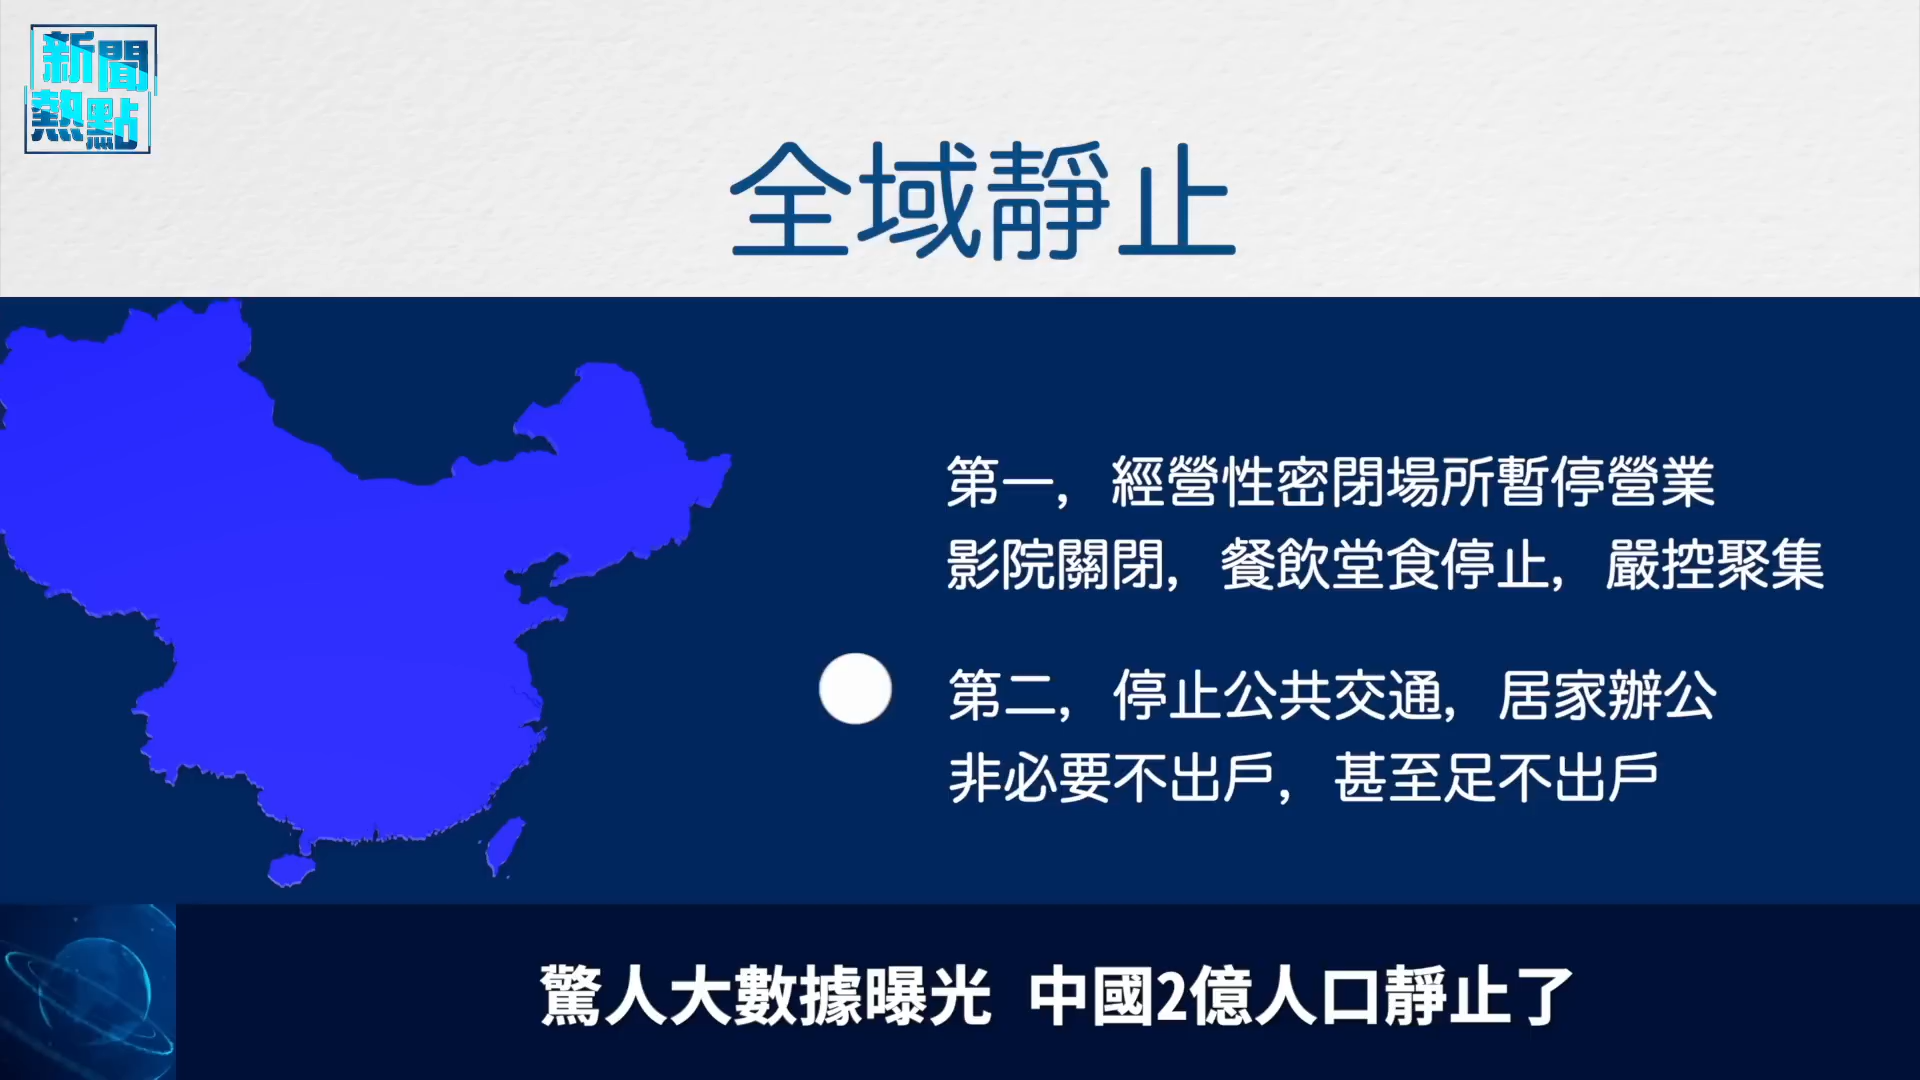 新聞
熱點
全域靜止
第一，經營性密閉場所暫停營業
影院關閉，餐飲堂食停止，嚴控聚集
第二，停止公共交通，居家辦公
非必要不出戶，甚至足不出戶
驚人大數據曝光 中國2億人口靜止了